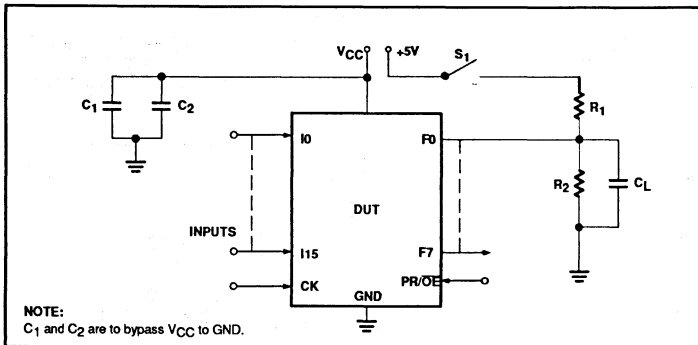 VCC +5V S1
C1 C2
R1
I0 F0
R2 CL
DUT
INPUTS
I15 F7
CK PR/OE
GND
NOTE:
C1 and C2 are to bypass VCC to GND.